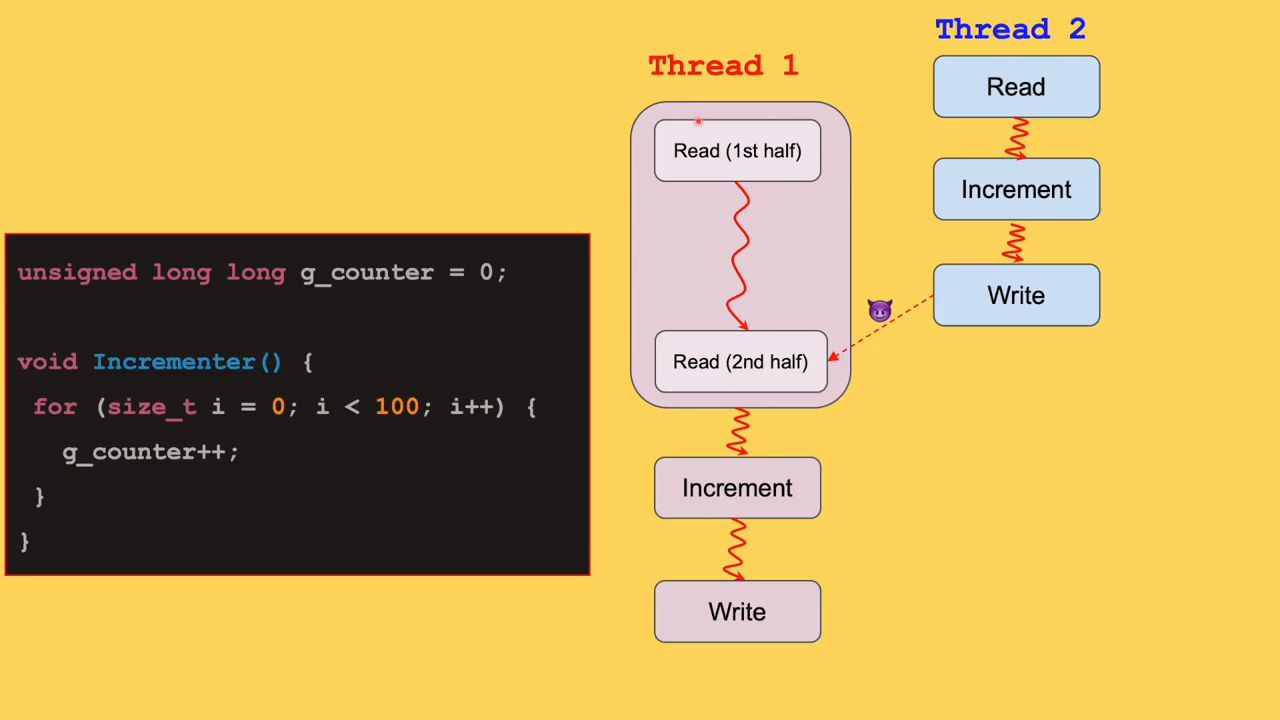 unsigned long long g_counter = 0;
void Incrementer() {
for (size_t i = 0; i < 100; i++) {
g_counter++;
}
}
Thread 1
Read (1st half)
Read (2nd half)
Increment
Write
Thread 2
Read
Increment
Write